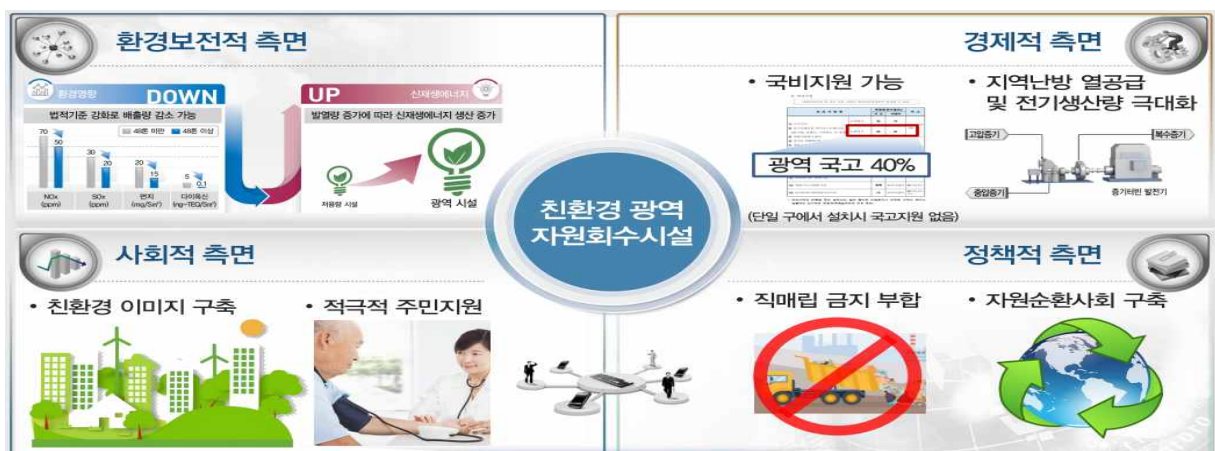 환경보전적 측면
환경영향
DOWN
법적기준 강화로 배출량 감소 가능
48톤 미만
48톤 이상
70
50
30
20
20
15
5
0.1
NOx
(ppm)
SOx
(ppm)
먼지
(mg/Sm³)
다이옥신
(ng-TEQ/Sm³)
UP
신재생에너지
발열량 증가에 따라 신재생에너지 생산 증가
저용량 시설
광역 시설
경제적 측면
• 국비지원 가능
광역 국고 40%
(단일 구에서 설치시 국고지원 없음)
• 지역난방 열공급
및 전기생산량 극대화
고압증기
복수증기
중압증기
증기터빈 발전기
친환경 광역
자원회수시설
사회적 측면
• 친환경 이미지 구축
• 적극적 주민지원
정책적 측면
• 직매립 금지 부합
• 자원순환사회 구축